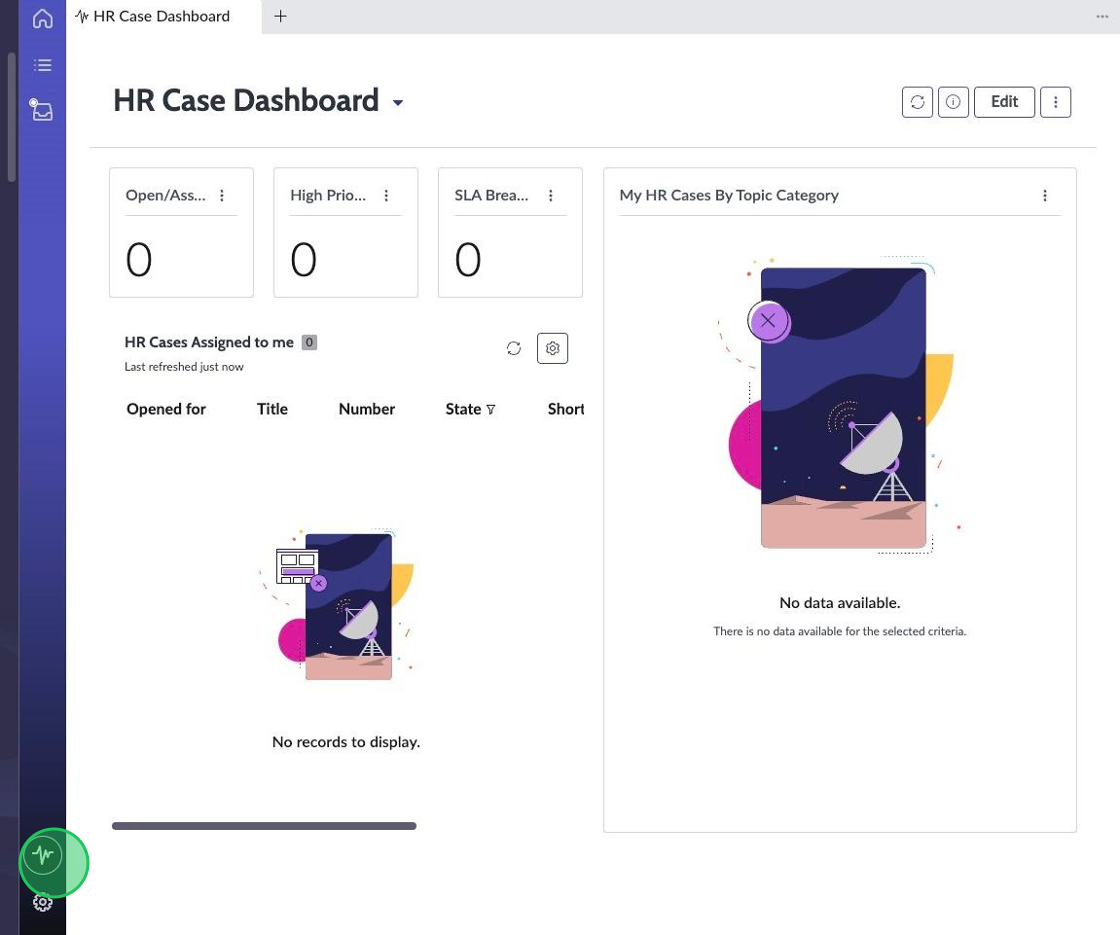 HR Case Dashboard
HR Case Dashboard
Edit
Open/Ass...
High Prio...
SLA Brea...
My HR Cases By Topic Category
0
0
0
HR Cases Assigned to me 0
Last refreshed just now
Opened for Title Number State Short
No data available.
There is no data available for the selected criteria.
No records to display.